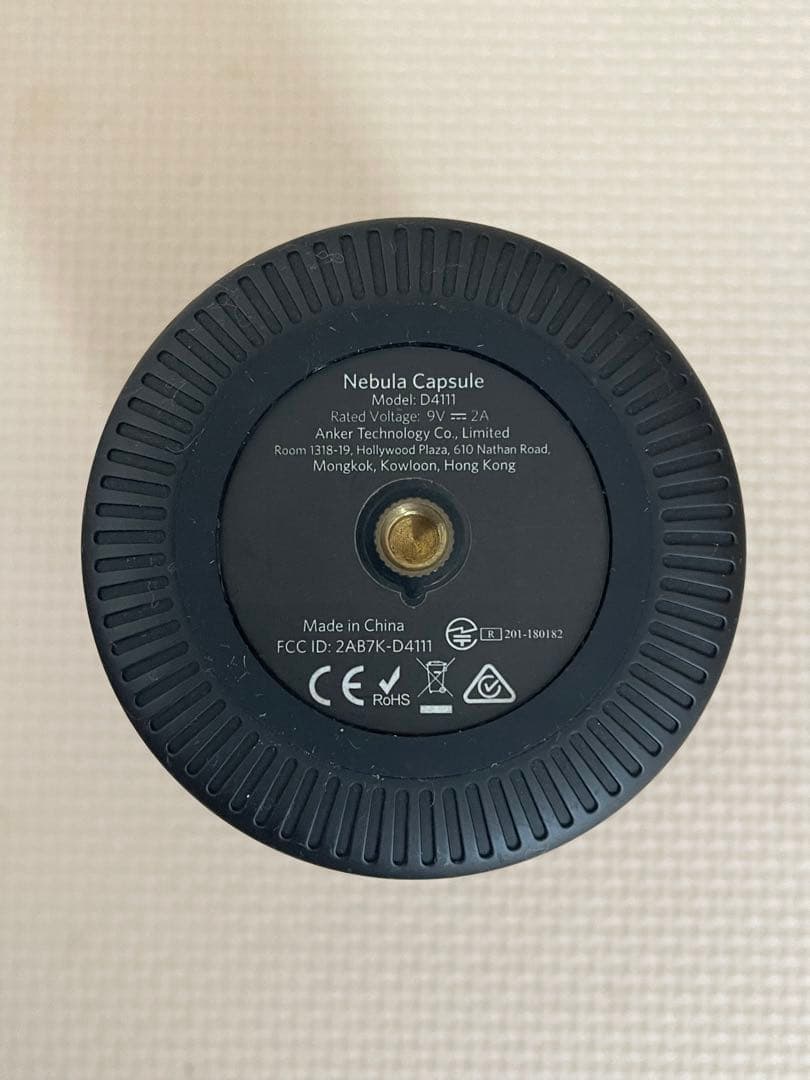 Nebula Capsule
Model: D4111
Rated Voltage: 9V ⎓ 2A
Anker Technology Co., Limited
Room 1318-19, Hollywood Plaza, 610 Nathan Road,
Mongkok, Kowloon, Hong Kong
Made in China
FCC ID: 2AB7K-D4111
R 201-180182
CE
RoHS